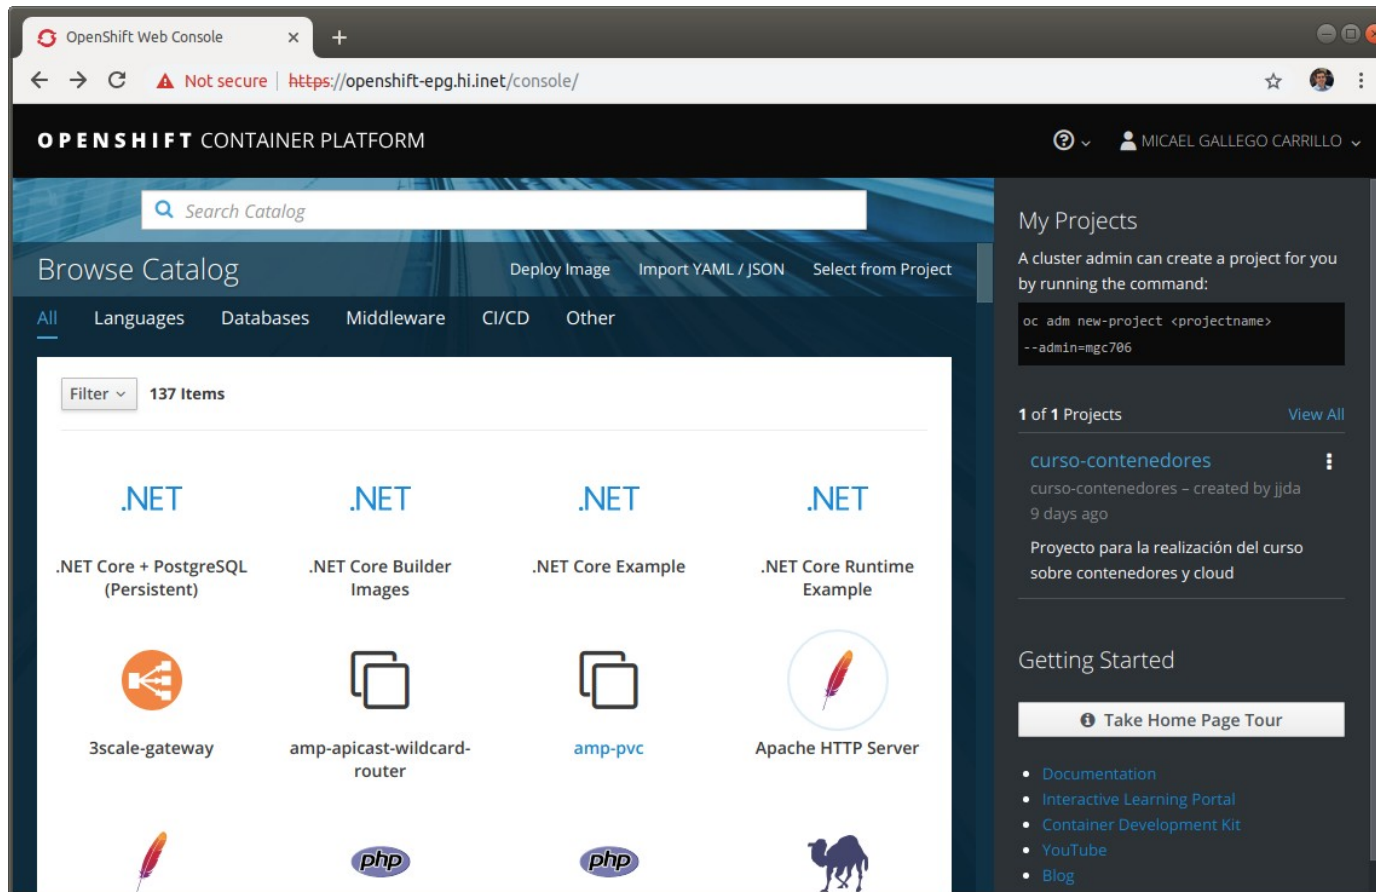 OpenShift Web Console
Not secure | https://openshift-epg.hi.inet/console/
OPENSHIFT CONTAINER PLATFORM
MICAEL GALLEGO CARRILLO
Search Catalog
Browse Catalog
Deploy Image
Import YAML / JSON
Select from Project
All
Languages
Databases
Middleware
CI/CD
Other
Filter
137 Items
.NET
.NET
.NET
.NET
.NET Core + PostgreSQL
(Persistent)
.NET Core Builder
Images
.NET Core Example
.NET Core Runtime
Example
3scale-gateway
amp-apicast-wildcard-
router
amp-pvc
Apache HTTP Server
php
php
My Projects
A cluster admin can create a project for you
by running the command:
oc adm new-project <projectname>
--admin=mgc706
1 of 1 Projects
View All
curso-contenedores
curso-contenedores – created by jjda
9 days ago
Proyecto para la realización del curso
sobre contenedores y cloud
Getting Started
Take Home Page Tour
Documentation
Interactive Learning Portal
Container Development Kit
YouTube
Blog